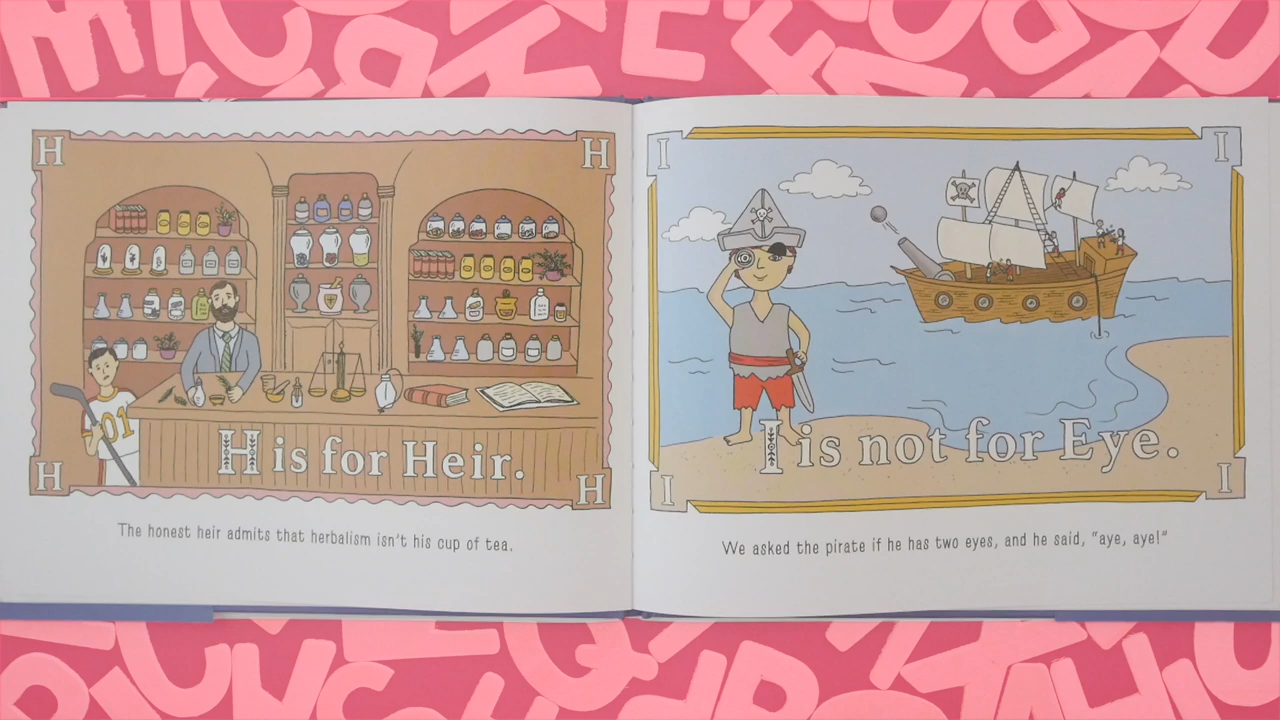 H
H
01
H is for Heir.
H
H
The honest heir admits that herbalism isn't his cup of tea.
I
I
I is not for Eye.
I
I
We asked the pirate if he has two eyes, and he said, "aye, aye!"